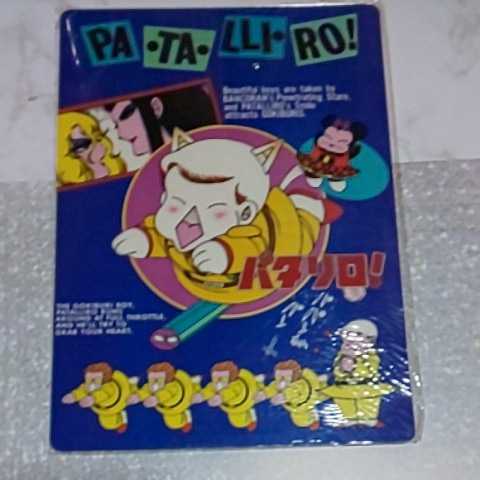 PA・TA・LLI・RO!
Beautiful boys are taken by
BANCORAN's Penetrating Stare,
and PATALLIRO's Smile
attracts GOKIBURIS.
パタリロ!
THE GOKIBURI BOY,
PATALLIRO RUNS
AROUND AT FULL THROTTLE.
AND HE'LL TRY TO
GRAB YOUR HEART.